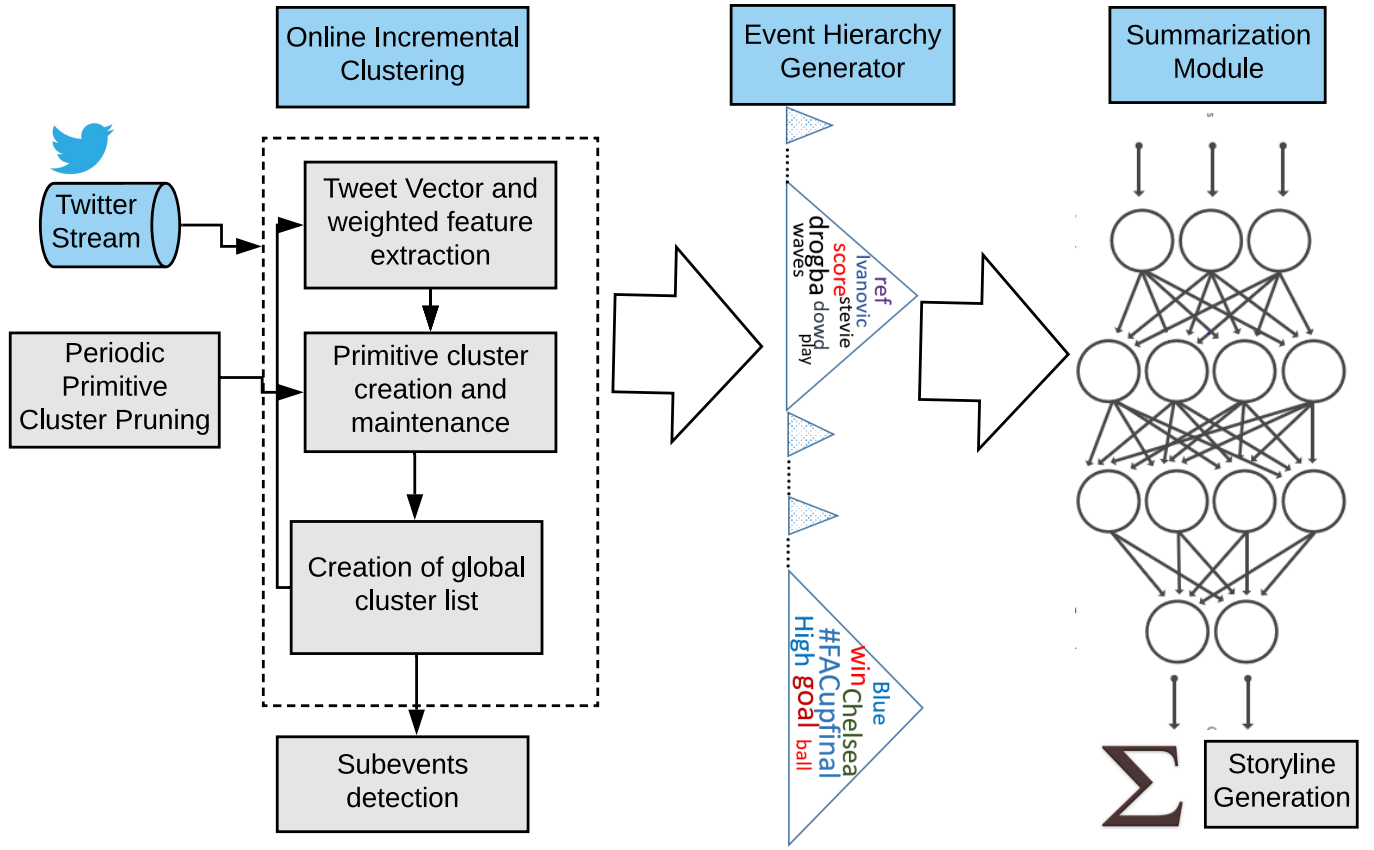 Online Incremental
Clustering
Event Hierarchy
Generator
Summarization
Module
Twitter
Stream
Tweet Vector and
weighted feature
extraction
Periodic
Primitive
Cluster Pruning
Primitive cluster
creation and
maintenance
Creation of global
cluster list
Subevents
detection
waves
drogba
score
Ivanovic
ref
stevie
dowd
play
High
goal
ball
#FACupfinal
win
Chelsea
Blue
s
Storyline
Generation
Σ